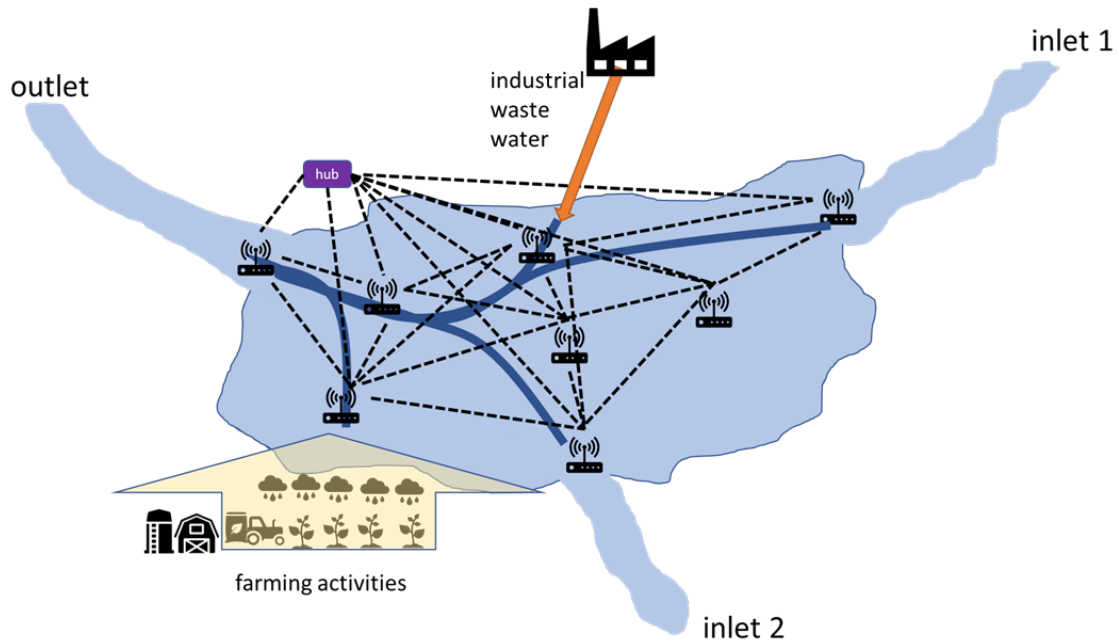 inlet 1
outlet
industrial
waste
water
hub
farming activities
inlet 2